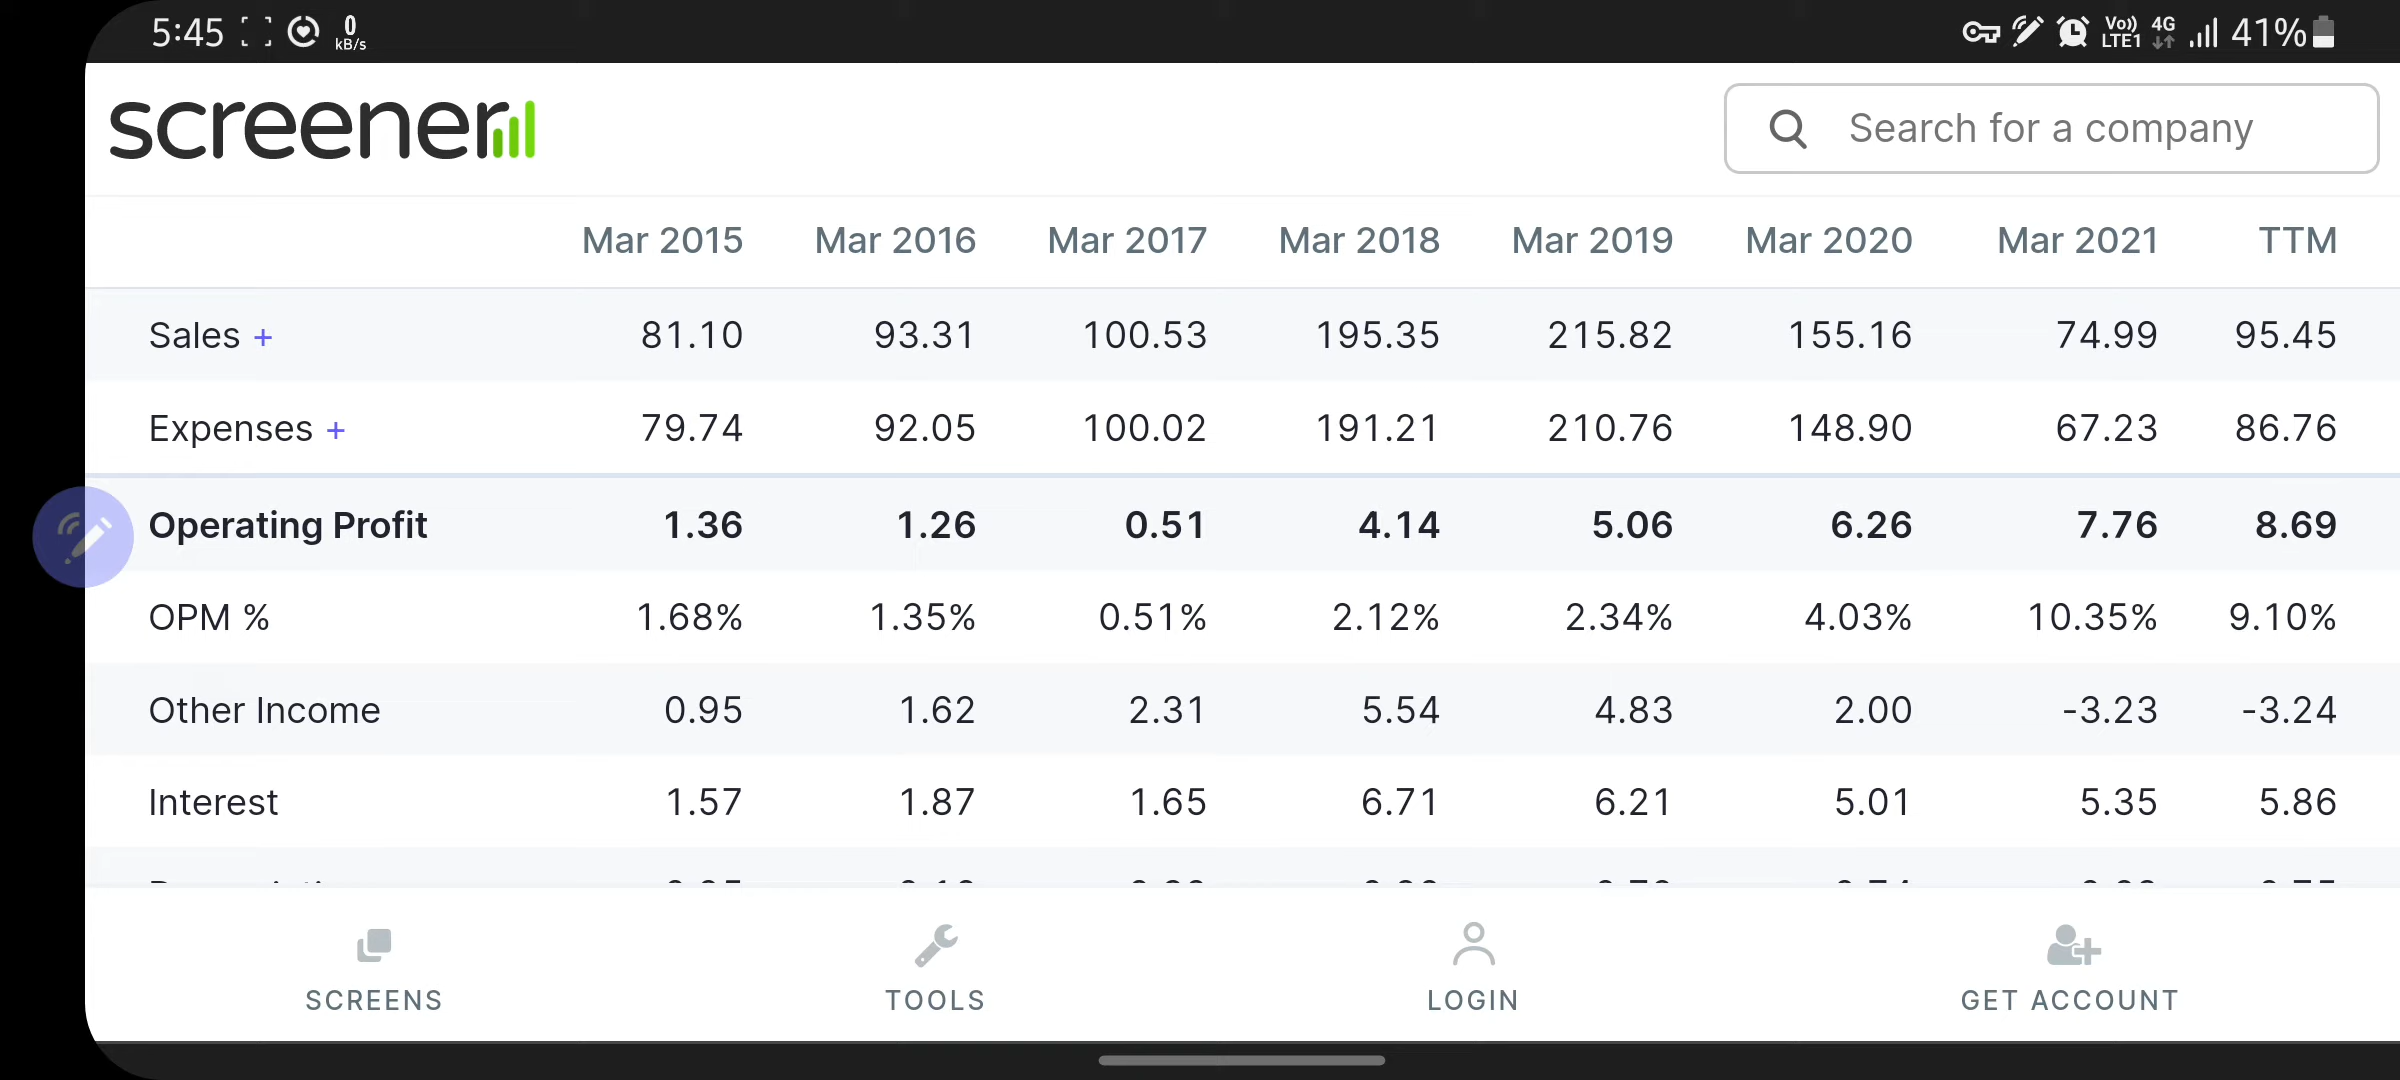 5:45 0 kB/s Vo)) LTE1 4G 41%
screener Search for a company
Mar 2015 Mar 2016 Mar 2017 Mar 2018 Mar 2019 Mar 2020 Mar 2021 TTM
Sales + 81.10 93.31 100.53 195.35 215.82 155.16 74.99 95.45
Expenses + 79.74 92.05 100.02 191.21 210.76 148.90 67.23 86.76
Operating Profit 1.36 1.26 0.51 4.14 5.06 6.26 7.76 8.69
OPM % 1.68% 1.35% 0.51% 2.12% 2.34% 4.03% 10.35% 9.10%
Other Income 0.95 1.62 2.31 5.54 4.83 2.00 -3.23 -3.24
Interest 1.57 1.87 1.65 6.71 6.21 5.01 5.35 5.86
SCREENS TOOLS LOGIN GET ACCOUNT